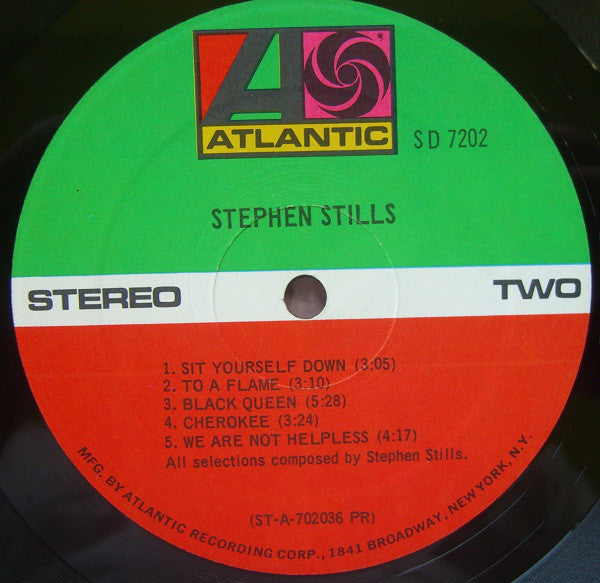 ATLANTIC
SD 7202
STEPHEN STILLS
STEREO
TWO
1. SIT YOURSELF DOWN (3:05)
2. TO A FLAME (3:10)
3. BLACK QUEEN (5:28)
4. CHEROKEE (3:24)
5. WE ARE NOT HELPLESS (4:17)
All selections composed by Stephen Stills.
(ST-A-702036 PR)
MFG. BY ATLANTIC RECORDING CORP., 1841 BROADWAY, NEW YORK, N.Y.